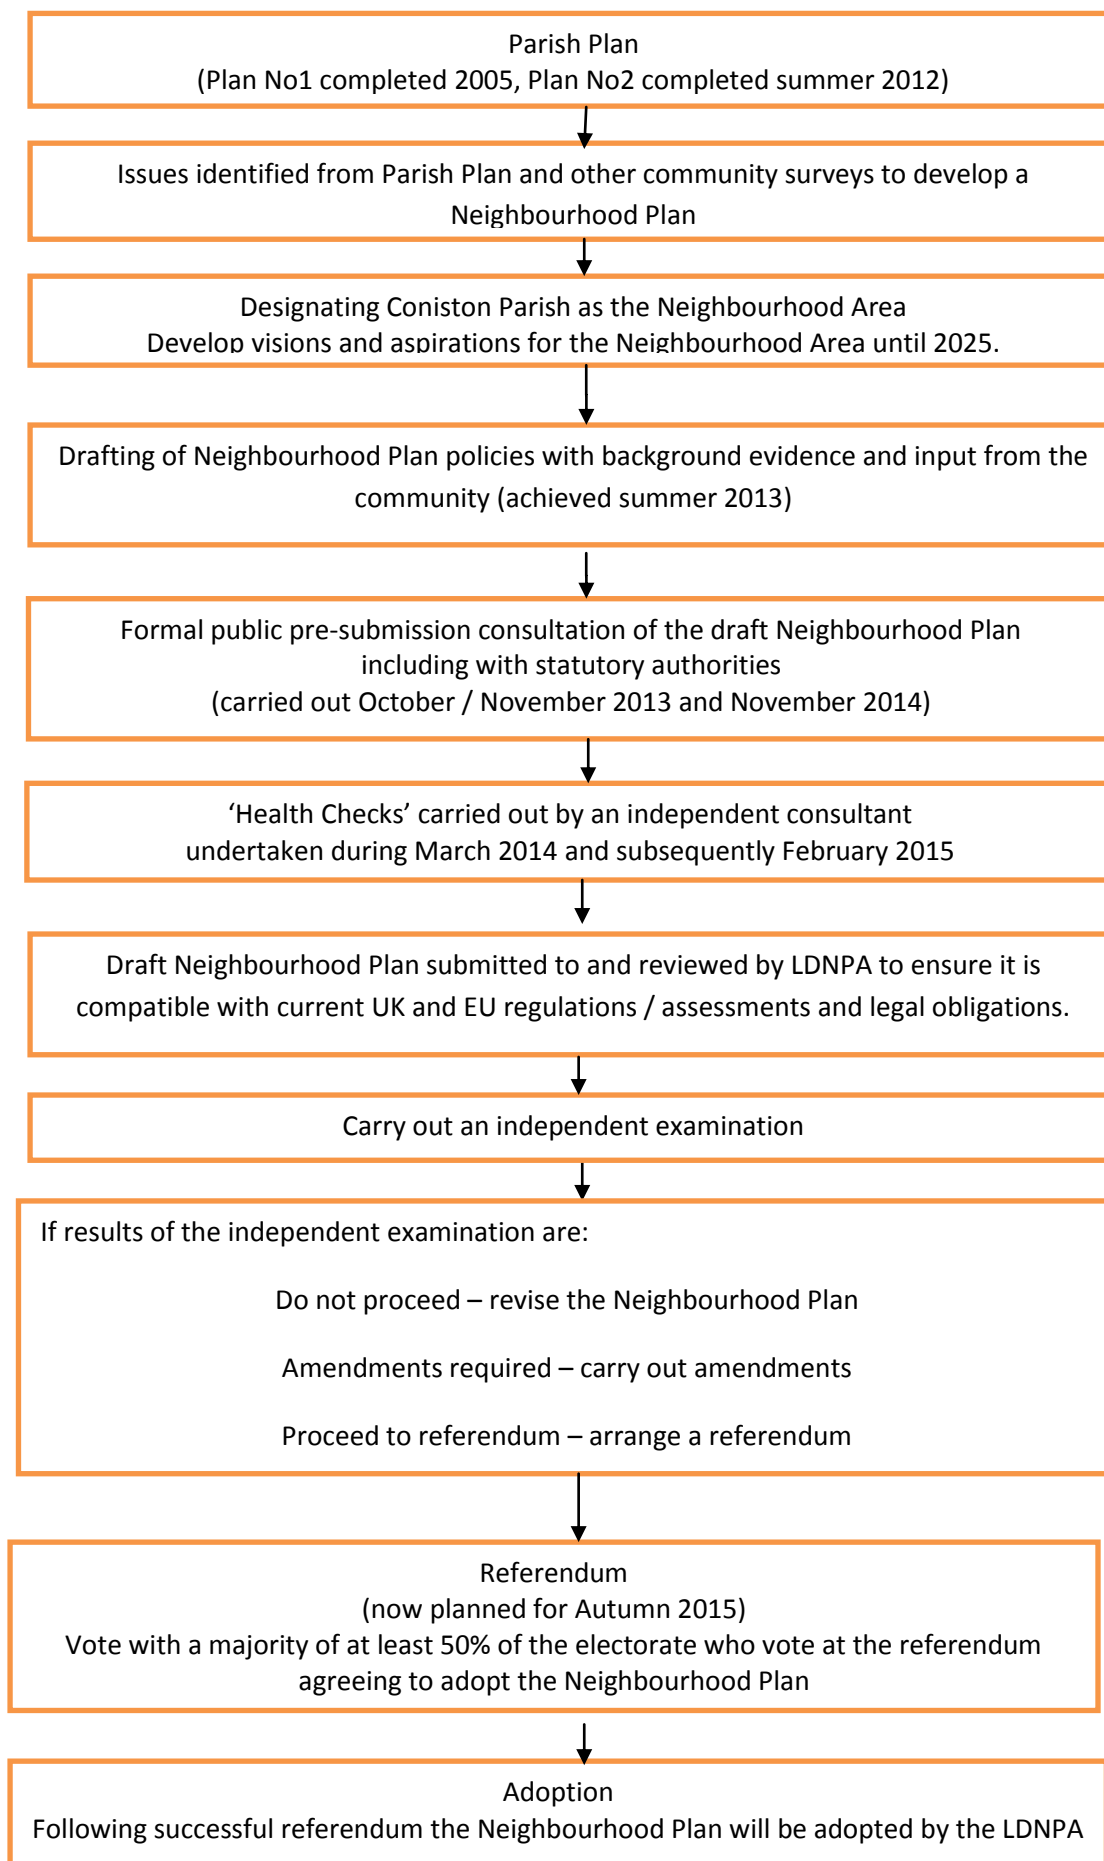 Parish Plan
(Plan No1 completed 2005, Plan No2 completed summer 2012)
Issues identified from Parish Plan and other community surveys to develop a
Neighbourhood Plan
Designating Coniston Parish as the Neighbourhood Area
Develop visions and aspirations for the Neighbourhood Area until 2025.
Drafting of Neighbourhood Plan policies with background evidence and input from the
community (achieved summer 2013)
Formal public pre-submission consultation of the draft Neighbourhood Plan
including with statutory authorities
(carried out October / November 2013 and November 2014)
‘Health Checks’ carried out by an independent consultant
undertaken during March 2014 and subsequently February 2015
Draft Neighbourhood Plan submitted to and reviewed by LDNPA to ensure it is
compatible with current UK and EU regulations / assessments and legal obligations.
Carry out an independent examination
If results of the independent examination are:
Do not proceed – revise the Neighbourhood Plan
Amendments required – carry out amendments
Proceed to referendum – arrange a referendum
Referendum
(now planned for Autumn 2015)
Vote with a majority of at least 50% of the electorate who vote at the referendum
agreeing to adopt the Neighbourhood Plan
Adoption
Following successful referendum the Neighbourhood Plan will be adopted by the LDNPA